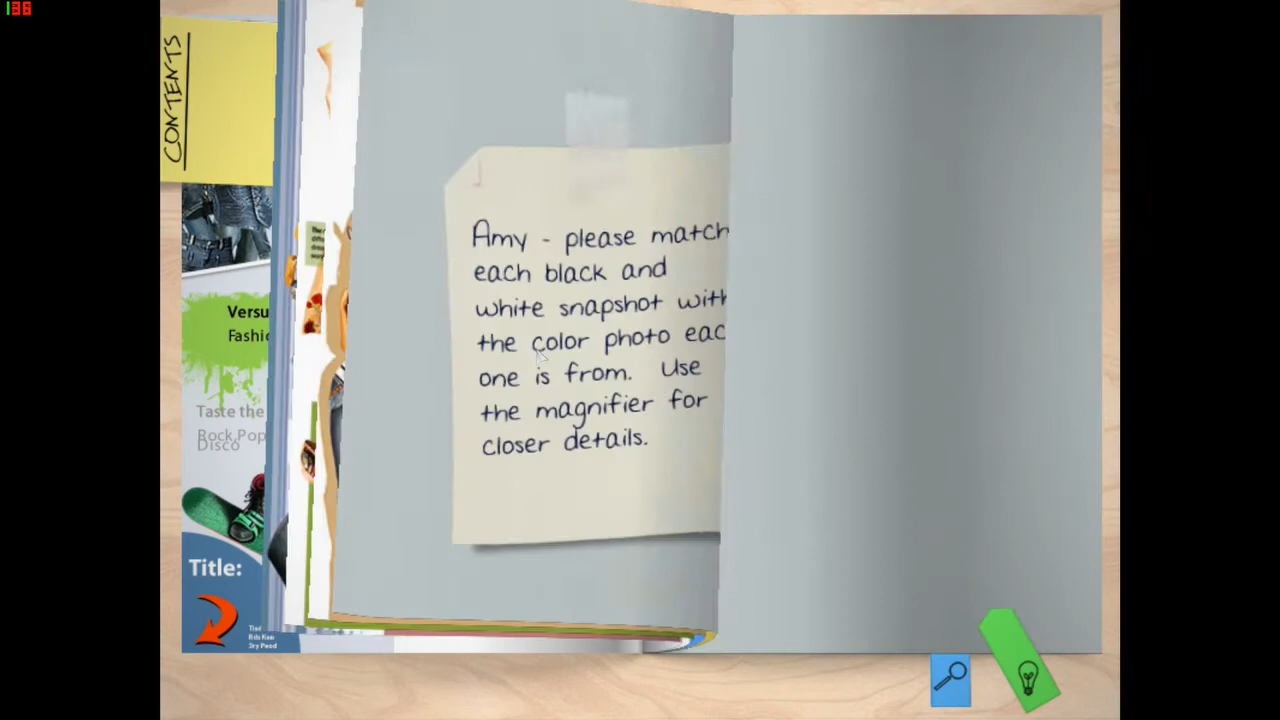 136
CONTENTS
Versu
Fashio
Taste the
Rock Pop
Disco
Title:
Amy - please match
each black and
white snapshot with
the color photo eac
one is from. Use
the magnifier for
closer details.